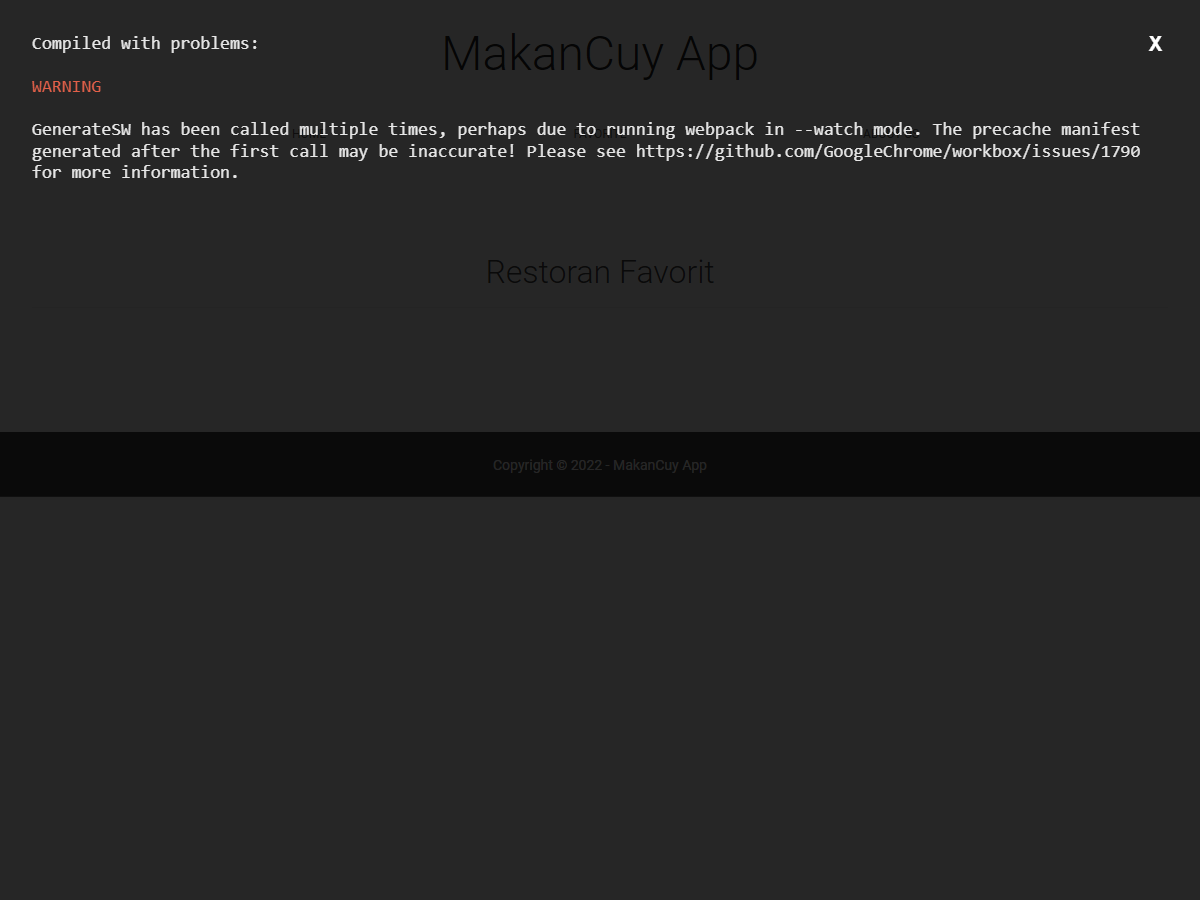 Compiled with problems:
X
MakanCuy App
WARNING
GenerateSW has been called multiple times, perhaps due to running webpack in --watch mode. The precache manifest
generated after the first call may be inaccurate! Please see https://github.com/GoogleChrome/workbox/issues/1790
for more information.
Restoran Favorit
Copyright © 2022 - MakanCuy App